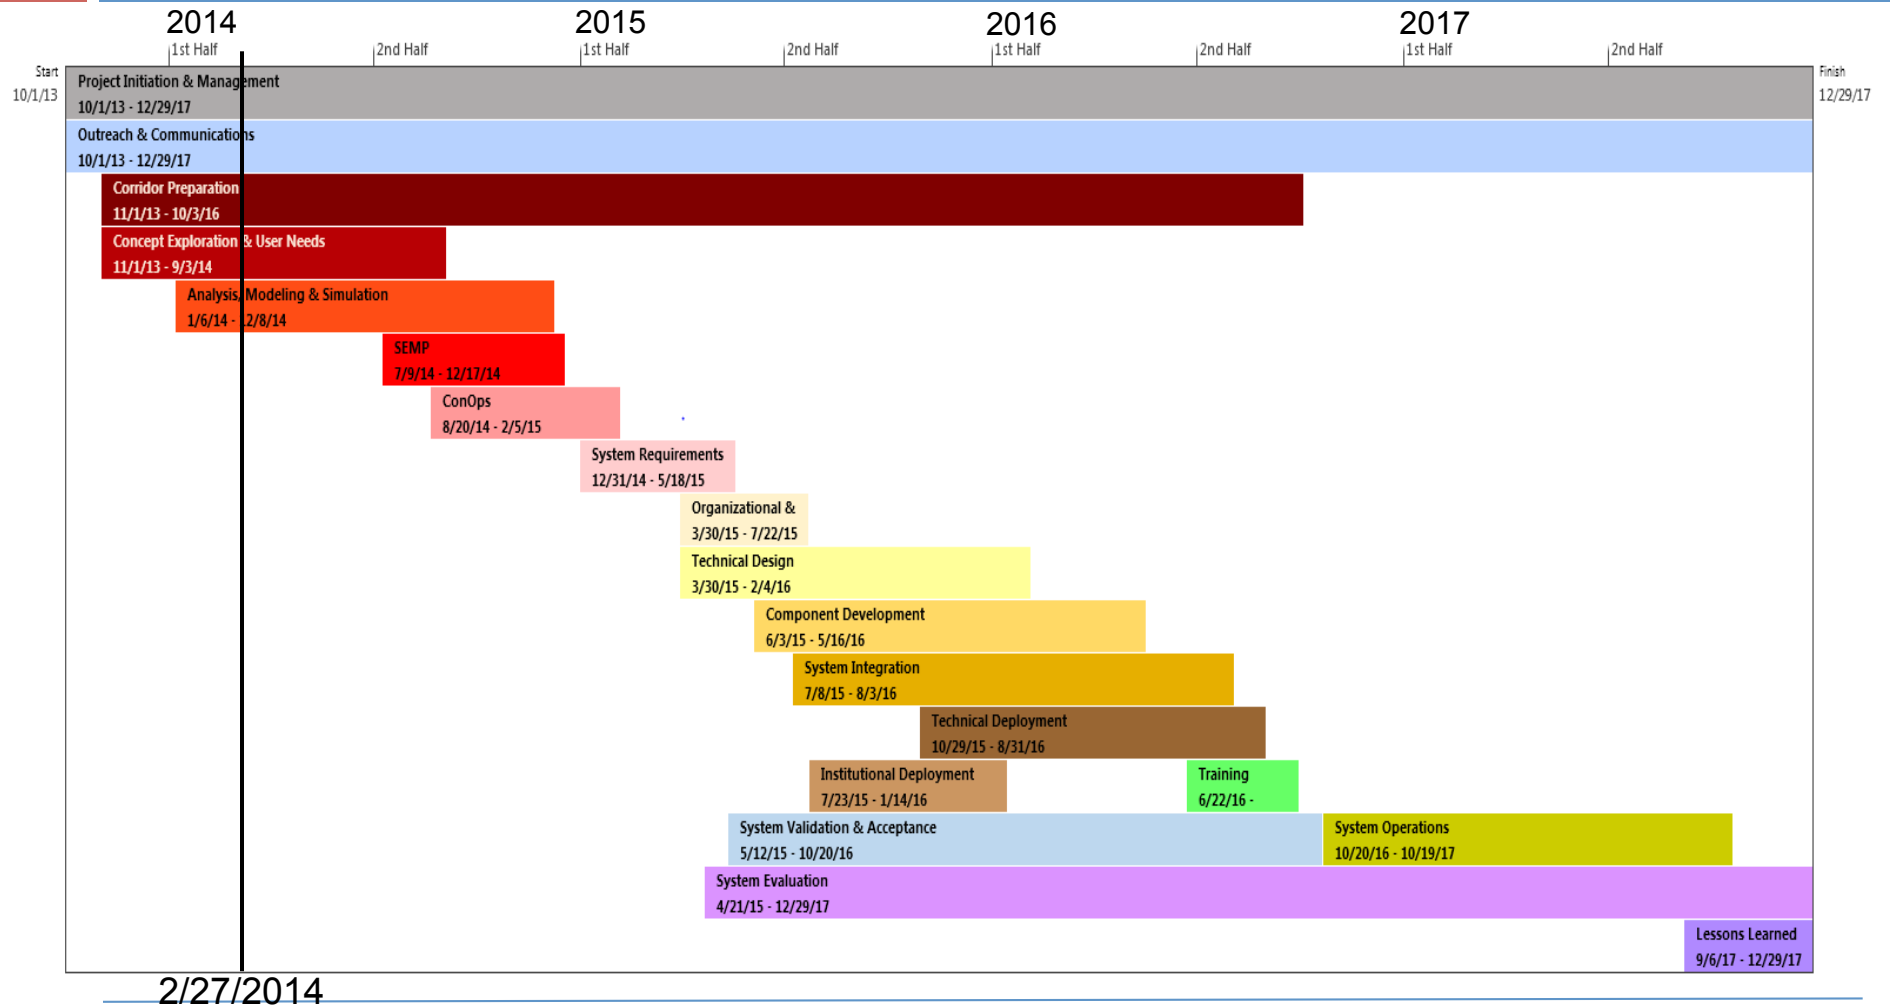 2014 2015 2016 2017
1st Half 2nd Half 1st Half 2nd Half 1st Half 2nd Half 1st Half 2nd Half
Start
10/1/13
Finish
12/29/17
Project Initiation & Management
10/1/13 - 12/29/17
Outreach & Communications
10/1/13 - 12/29/17
Corridor Preparation
11/1/13 - 10/3/16
Concept Exploration & User Needs
11/1/13 - 9/3/14
Analysis, Modeling & Simulation
1/6/14 - 12/8/14
SEMP
7/9/14 - 12/17/14
ConOps
8/20/14 - 2/5/15
System Requirements
12/31/14 - 5/18/15
Organizational &
3/30/15 - 7/22/15
Technical Design
3/30/15 - 2/4/16
Component Development
6/3/15 - 5/16/16
System Integration
7/8/15 - 8/3/16
Technical Deployment
10/29/15 - 8/31/16
Institutional Deployment
7/23/15 - 1/14/16
Training
6/22/16 -
System Validation & Acceptance
5/12/15 - 10/20/16
System Operations
10/20/16 - 10/19/17
System Evaluation
4/21/15 - 12/29/17
Lessons Learned
9/6/17 - 12/29/17
2/27/2014